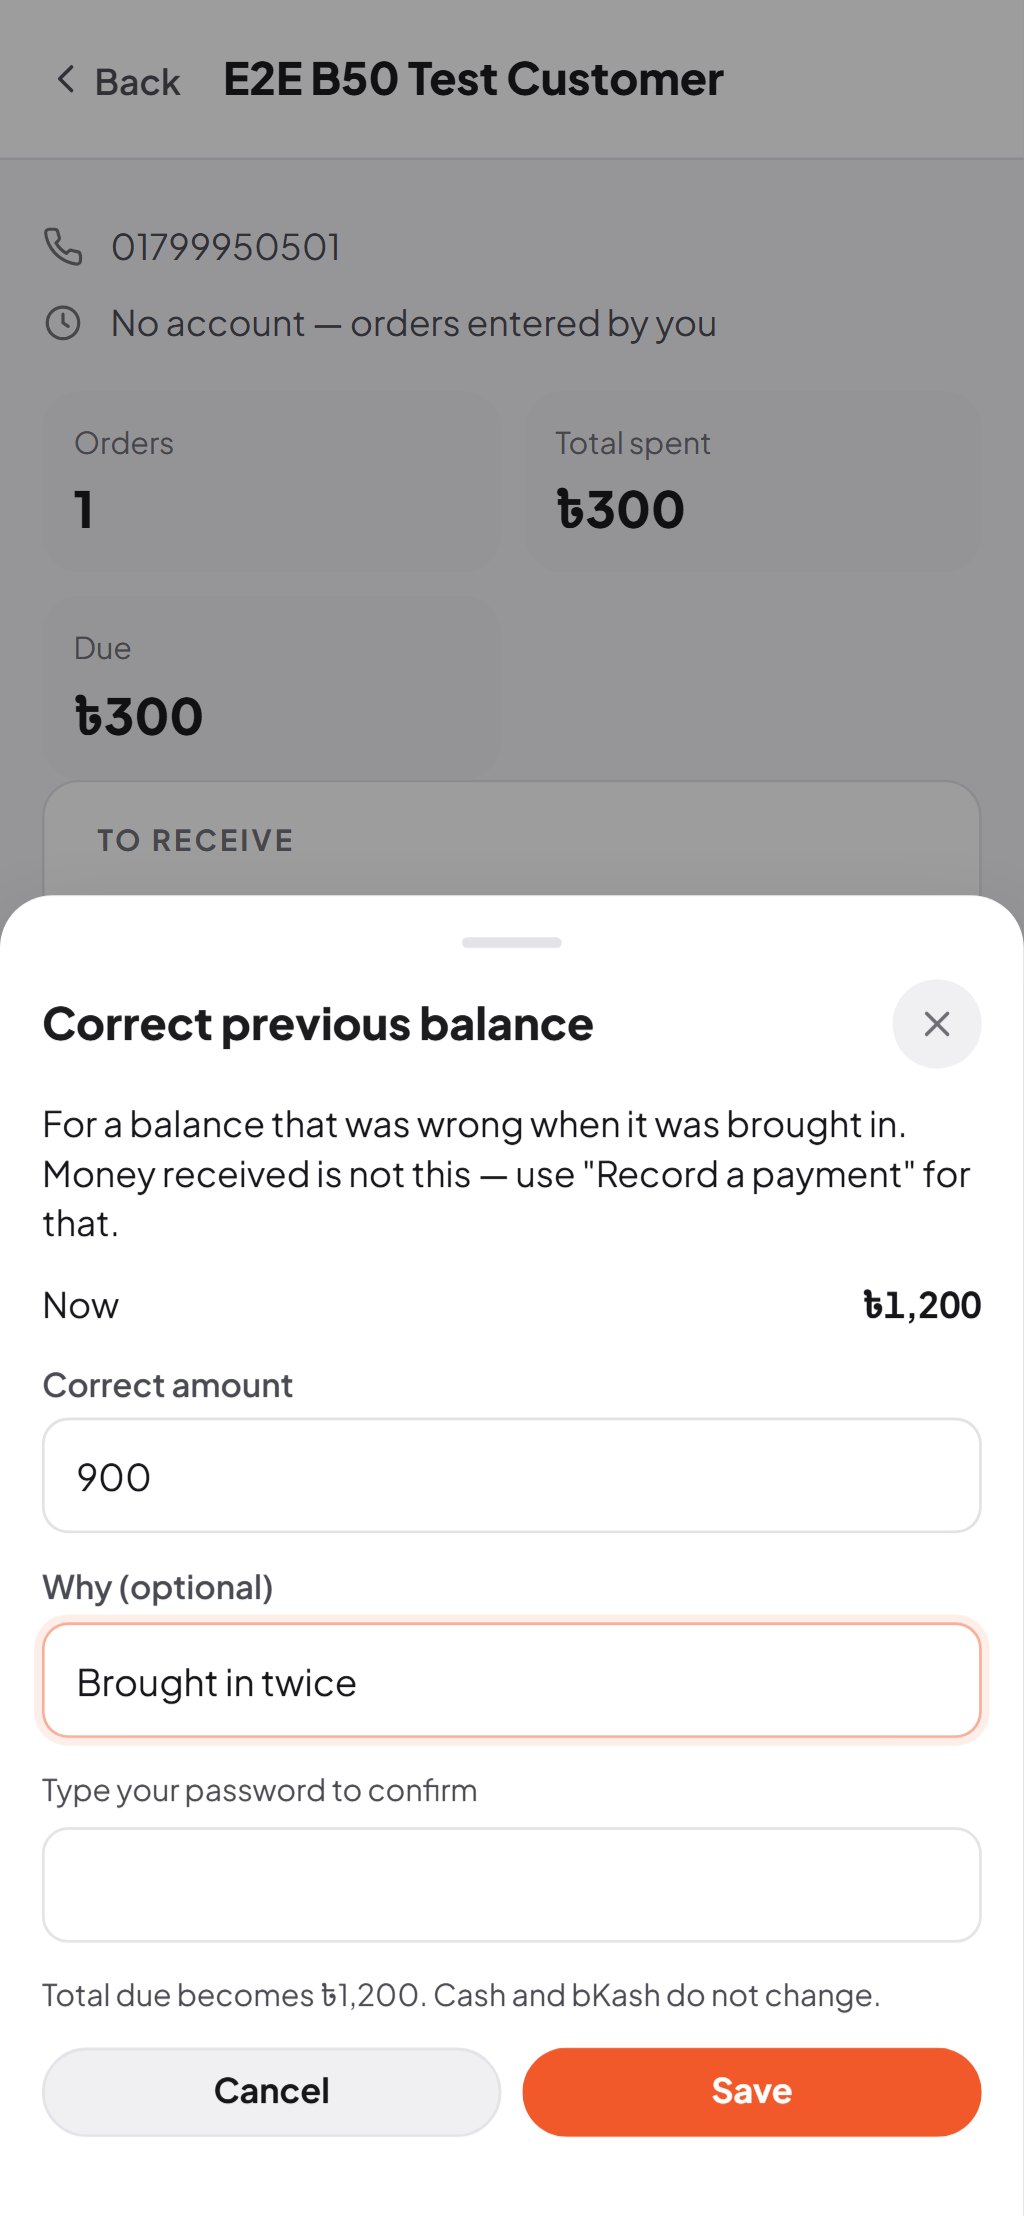 Back
E2E B50 Test Customer
01799950501
No account — orders entered by you
Orders
1
Total spent
৳300
Due
৳300
TO RECEIVE
Correct previous balance
For a balance that was wrong when it was brought in.
Money received is not this — use "Record a payment" for
that.
Now
৳1,200
Correct amount
900
Why (optional)
Brought in twice
Type your password to confirm
Total due becomes ৳1,200. Cash and bKash do not change.
Cancel
Save